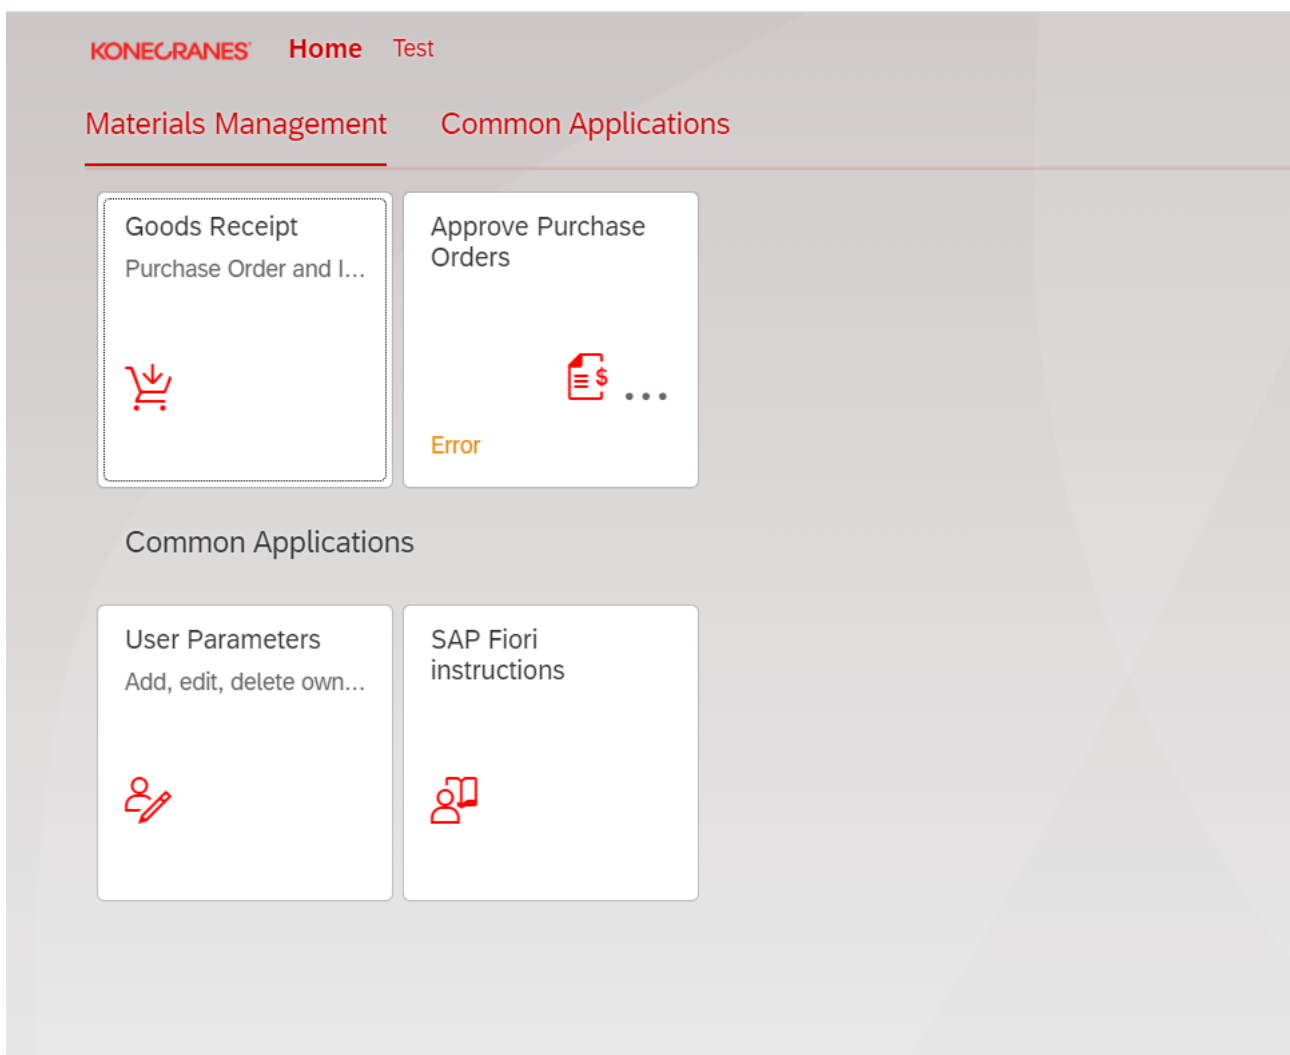 KONECRANES Home Test
Materials Management Common Applications
Goods Receipt
Purchase Order and I...
Approve Purchase
Orders
$ ...
Error
Common Applications
User Parameters
Add, edit, delete own...
SAP Fiori
instructions